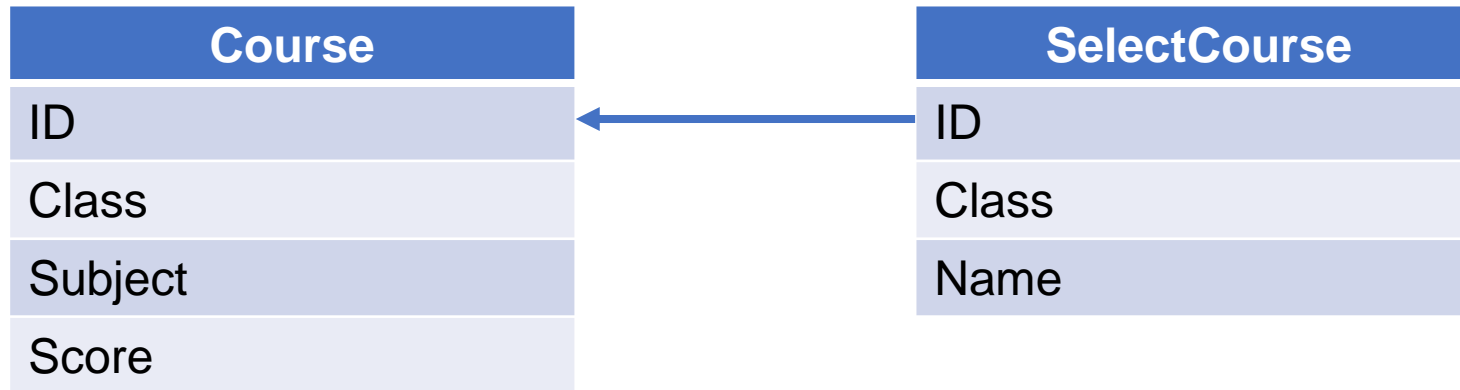 Course
ID
Class
Subject
Score
SelectCourse
ID
Class
Name